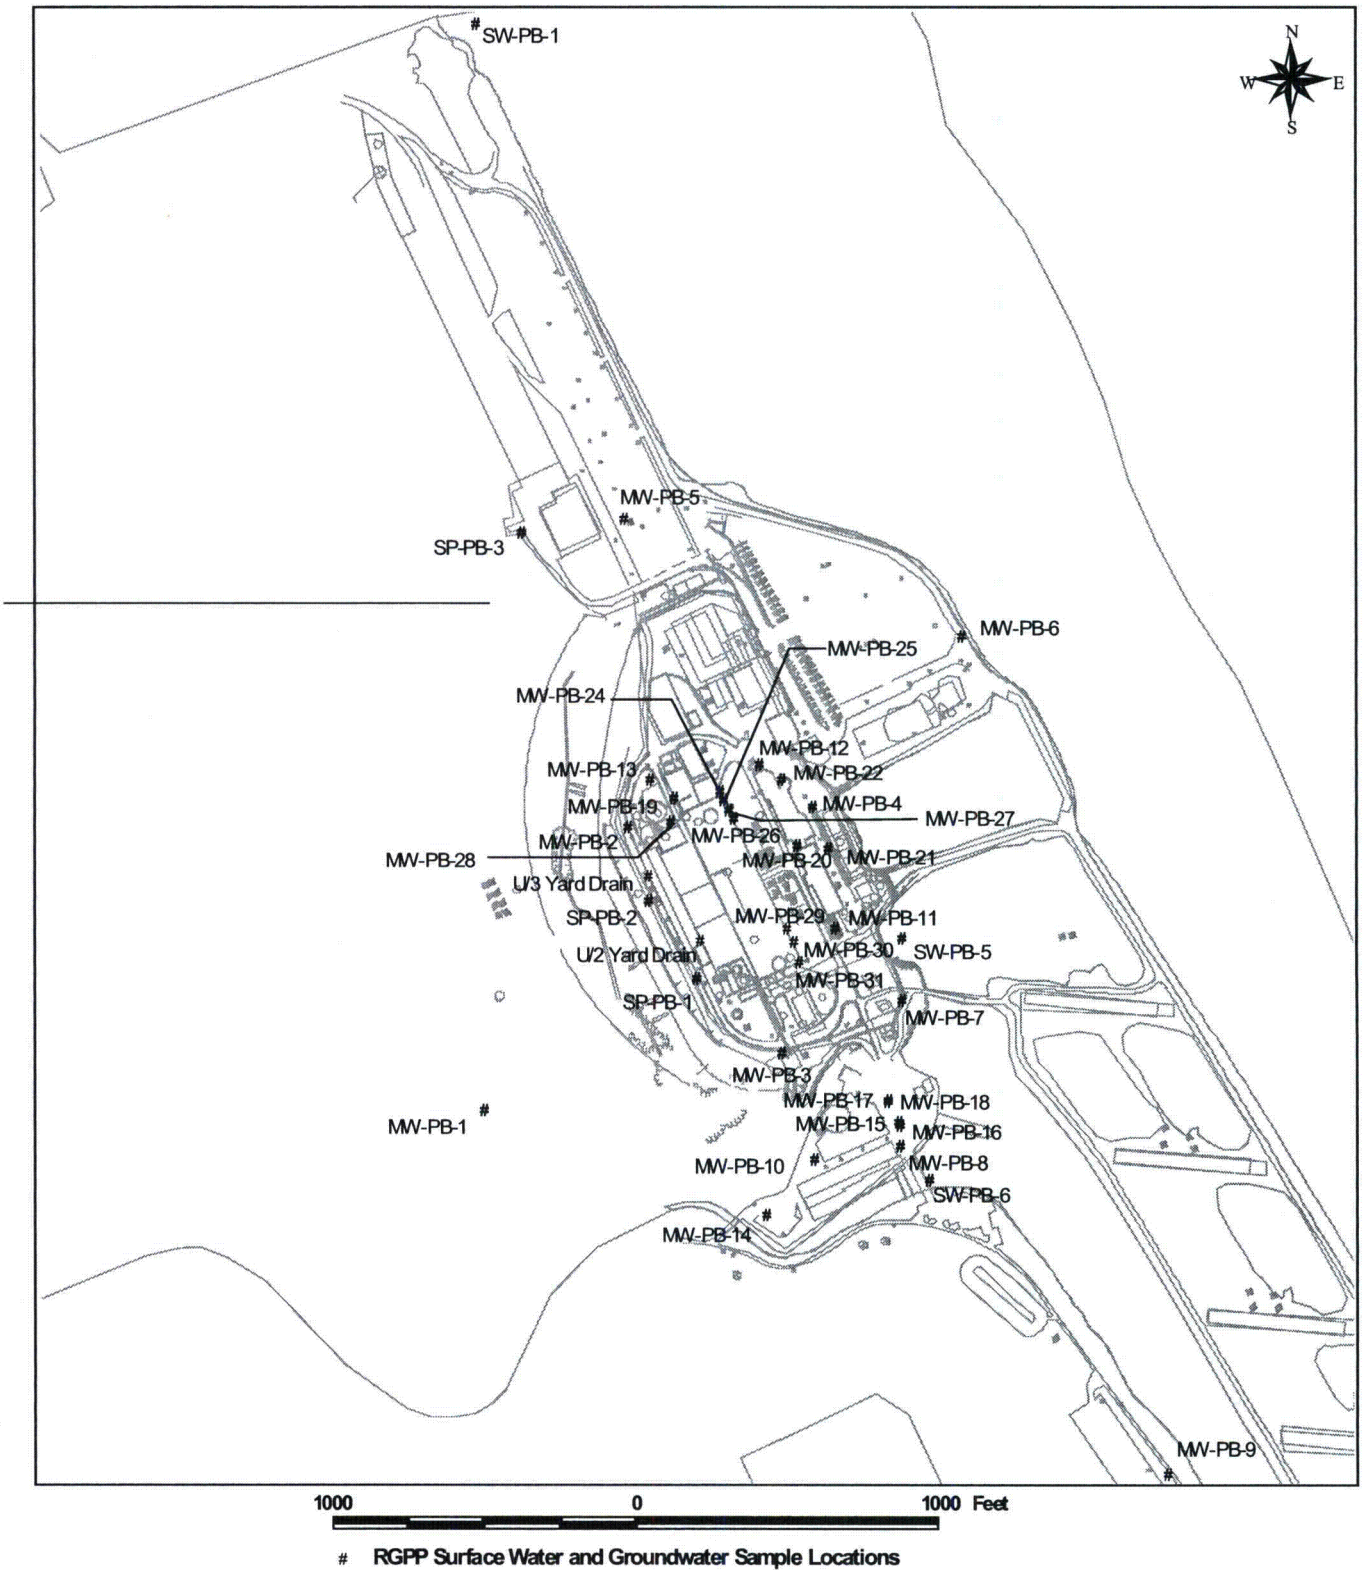 SW-PB-1
N
W
E
S
MW-PB-5
SP-PB-3
MW-PB-6
MW-PB-25
MW-PB-24
MW-PB-12
MW-PB-13
MW-PB-22
MW-PB-19
MW-PB-4
MW-PB-27
MW-PB-26
MW-PB-2
MW-PB-28
MW-PB-20
MW-PB-21
U/3 Yard Drain
SP-PB-2
MW-PB-29
MW-PB-11
U/2 Yard Drain
MW-PB-30
SW-PB-5
MW-PB-31
SP-PB-1
MW-PB-7
MW-PB-3
MW-PB-17
MW-PB-18
MW-PB-1
MW-PB-15
MW-PB-16
MW-PB-10
MW-PB-8
SW-PB-6
MW-PB-14
MW-PB-9
1000 0 1000 Feet
# RGPP Surface Water and Groundwater Sample Locations